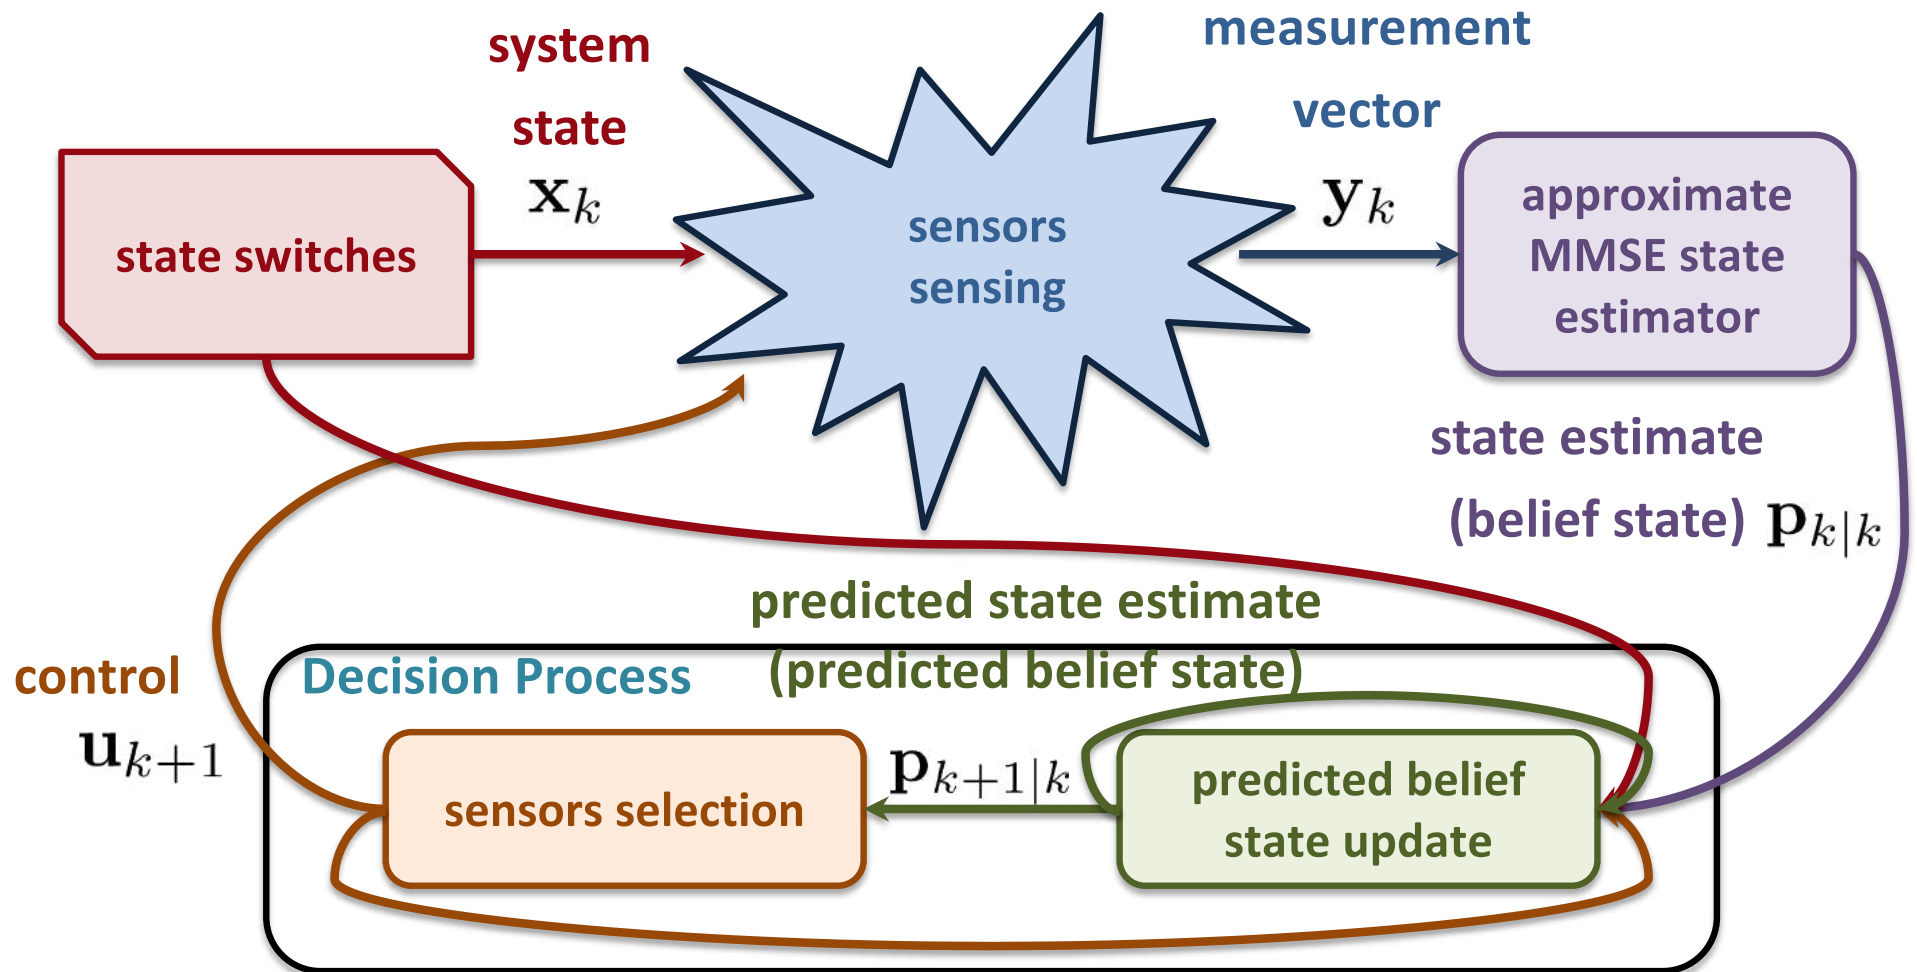 system
state
x_k
measurement
vector
y_k
state switches
sensors
sensing
approximate
MMSE state
estimator
state estimate
(belief state) p_{k|k}
predicted state estimate
(predicted belief state)
control
u_{k+1}
Decision Process
sensors selection
p_{k+1|k}
predicted belief
state update